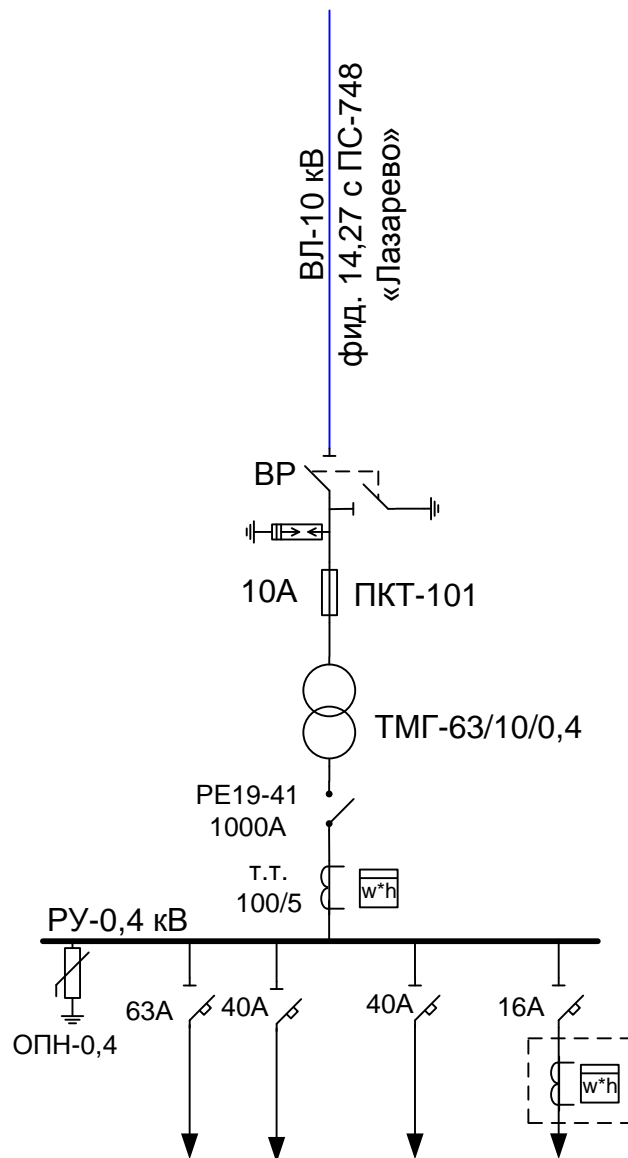 ВЛ-10 кВ
фид. 14,27 с ПС-748
«Лазарево»
ВР
10А
ПКТ-101
ТМГ-63/10/0,4
РЕ19-41
1000А
т.т.
100/5
w*h
РУ-0,4 кВ
63А
40А
40А
16А
ОПН-0,4
w*h